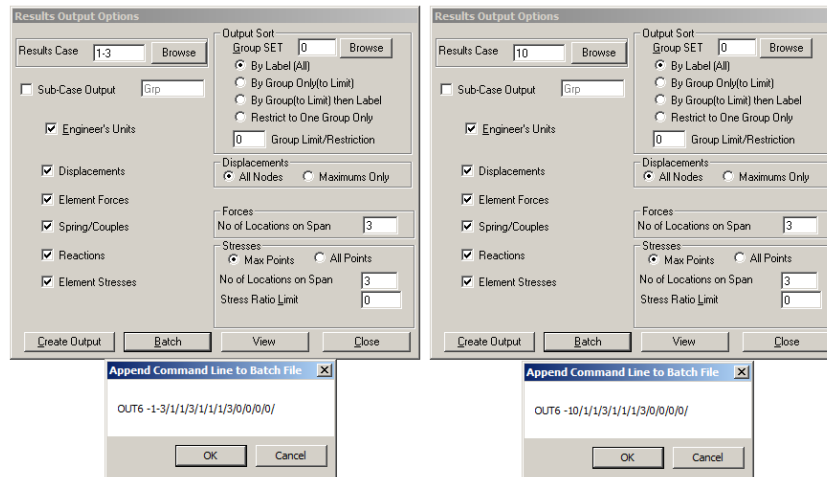 Results Output Options
Results Case 1-3 Browse
Sub-Case Output Grp
Engineer's Units
Displacements
Element Forces
Spring/Couples
Reactions
Element Stresses
Output Sort
Group SET 0 Browse
By Label (All)
By Group Only(to Limit)
By Group(to Limit) then Label
Restrict to One Group Only
0 Group Limit/Restriction
Displacements
All Nodes Maximums Only
Forces
No of Locations on Span 3
Stresses
Max Points All Points
No of Locations on Span 3
Stress Ratio Limit 0
Create Output Batch View Close
Append Command Line to Batch File
OUT6 -1-3/1/1/3/1/1/1/3/0/0/0/0/
OK Cancel
Results Output Options
Results Case 10 Browse
Sub-Case Output Grp
Engineer's Units
Displacements
Element Forces
Spring/Couples
Reactions
Element Stresses
Output Sort
Group SET 0 Browse
By Label (All)
By Group Only(to Limit)
By Group(to Limit) then Label
Restrict to One Group Only
0 Group Limit/Restriction
Displacements
All Nodes Maximums Only
Forces
No of Locations on Span 3
Stresses
Max Points All Points
No of Locations on Span 3
Stress Ratio Limit 0
Create Output Batch View Close
Append Command Line to Batch File
OUT6 -10/1/1/3/1/1/1/3/0/0/0/0/
OK Cancel